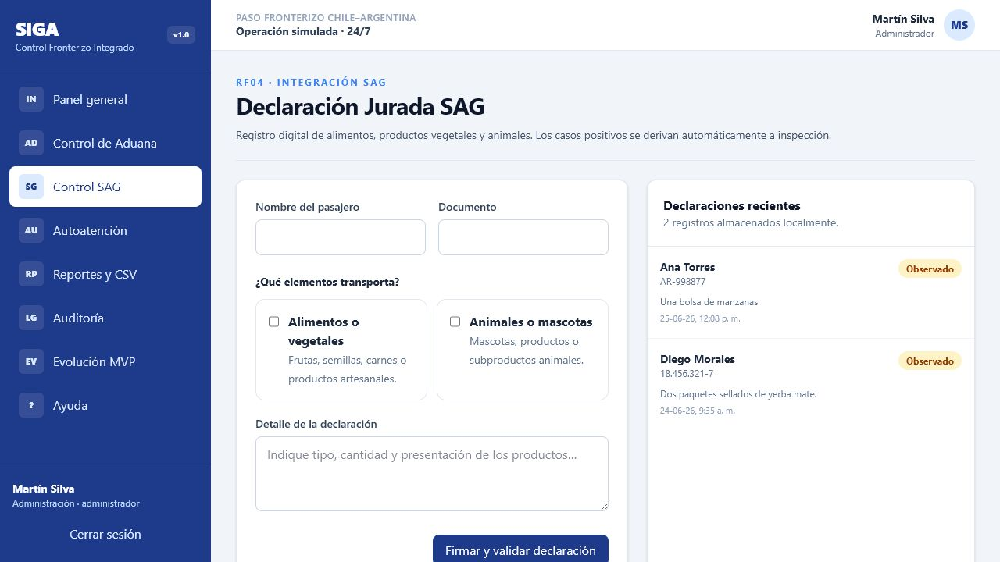 SIGA
Control Fronterizo Integrado
v1.0
IN Panel general
AD Control de Aduana
SG Control SAG
AU Autoatención
RP Reportes y CSV
LG Auditoría
EV Evolución MVP
? Ayuda
Martín Silva
Administración · administrador
Cerrar sesión
PASO FRONTERIZO CHILE–ARGENTINA
Operación simulada · 24/7
Martín Silva
Administrador
MS
RF04 · INTEGRACIÓN SAG
Declaración Jurada SAG
Registro digital de alimentos, productos vegetales y animales. Los casos positivos se derivan automáticamente a inspección.
Nombre del pasajero
Documento
¿Qué elementos transporta?
Alimentos o
vegetales
Frutas, semillas, carnes o
productos artesanales.
Animales o mascotas
Mascotas, productos o
subproductos animales.
Detalle de la declaración
Indique tipo, cantidad y presentación de los productos...
Firmar y validar declaración
Declaraciones recientes
2 registros almacenados localmente.
Ana Torres
Observado
AR-998877
Una bolsa de manzanas
25-06-26, 12:08 p. m.
Diego Morales
Observado
18.456.321-7
Dos paquetes sellados de yerba mate.
24-06-26, 9:35 a. m.